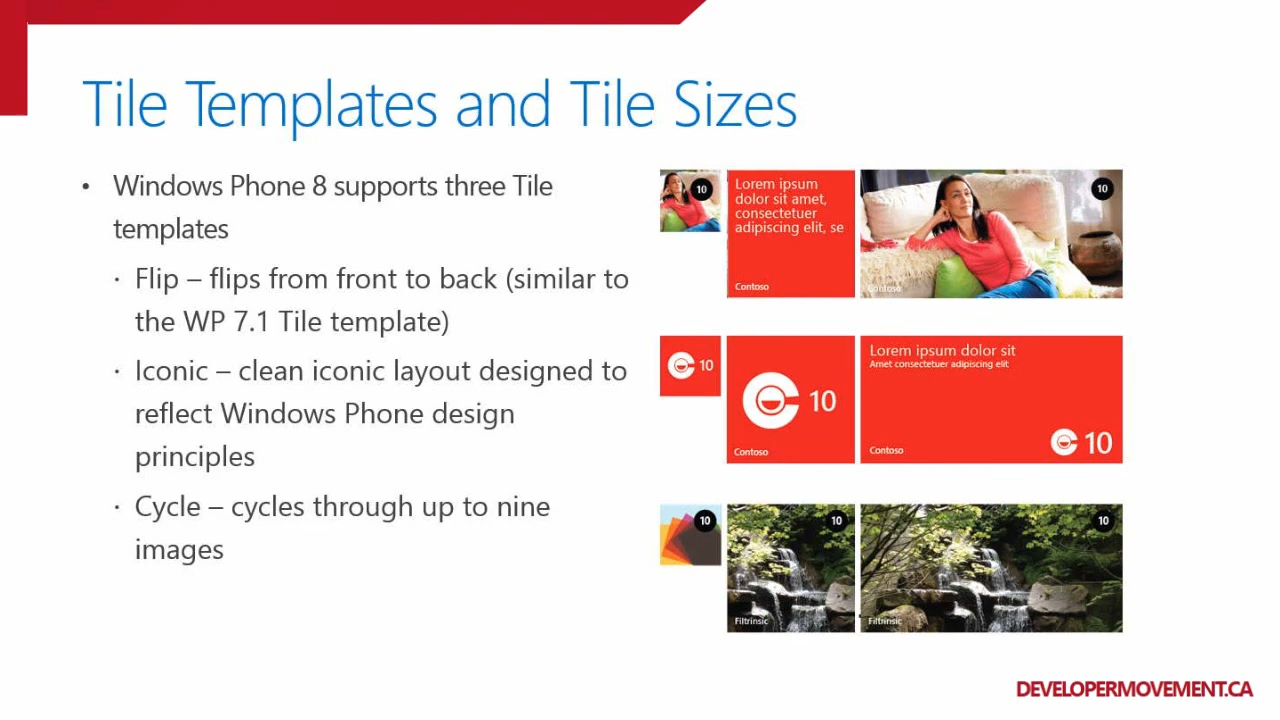 Tile Templates and Tile Sizes
• Windows Phone 8 supports three Tile
templates
· Flip – flips from front to back (similar to
the WP 7.1 Tile template)
· Iconic – clean iconic layout designed to
reflect Windows Phone design
principles
· Cycle – cycles through up to nine
images
10
Lorem ipsum
dolor sit amet,
consectetuer
adipiscing elit, se
Contoso
10
Contoso
10
10
Contoso
Lorem ipsum dolor sit
Amet consectetuer adipiscing elit
Contoso
10
10
10
Filtrinsic
10
Filtrinsic
DEVELOPERMOVEMENT.CA